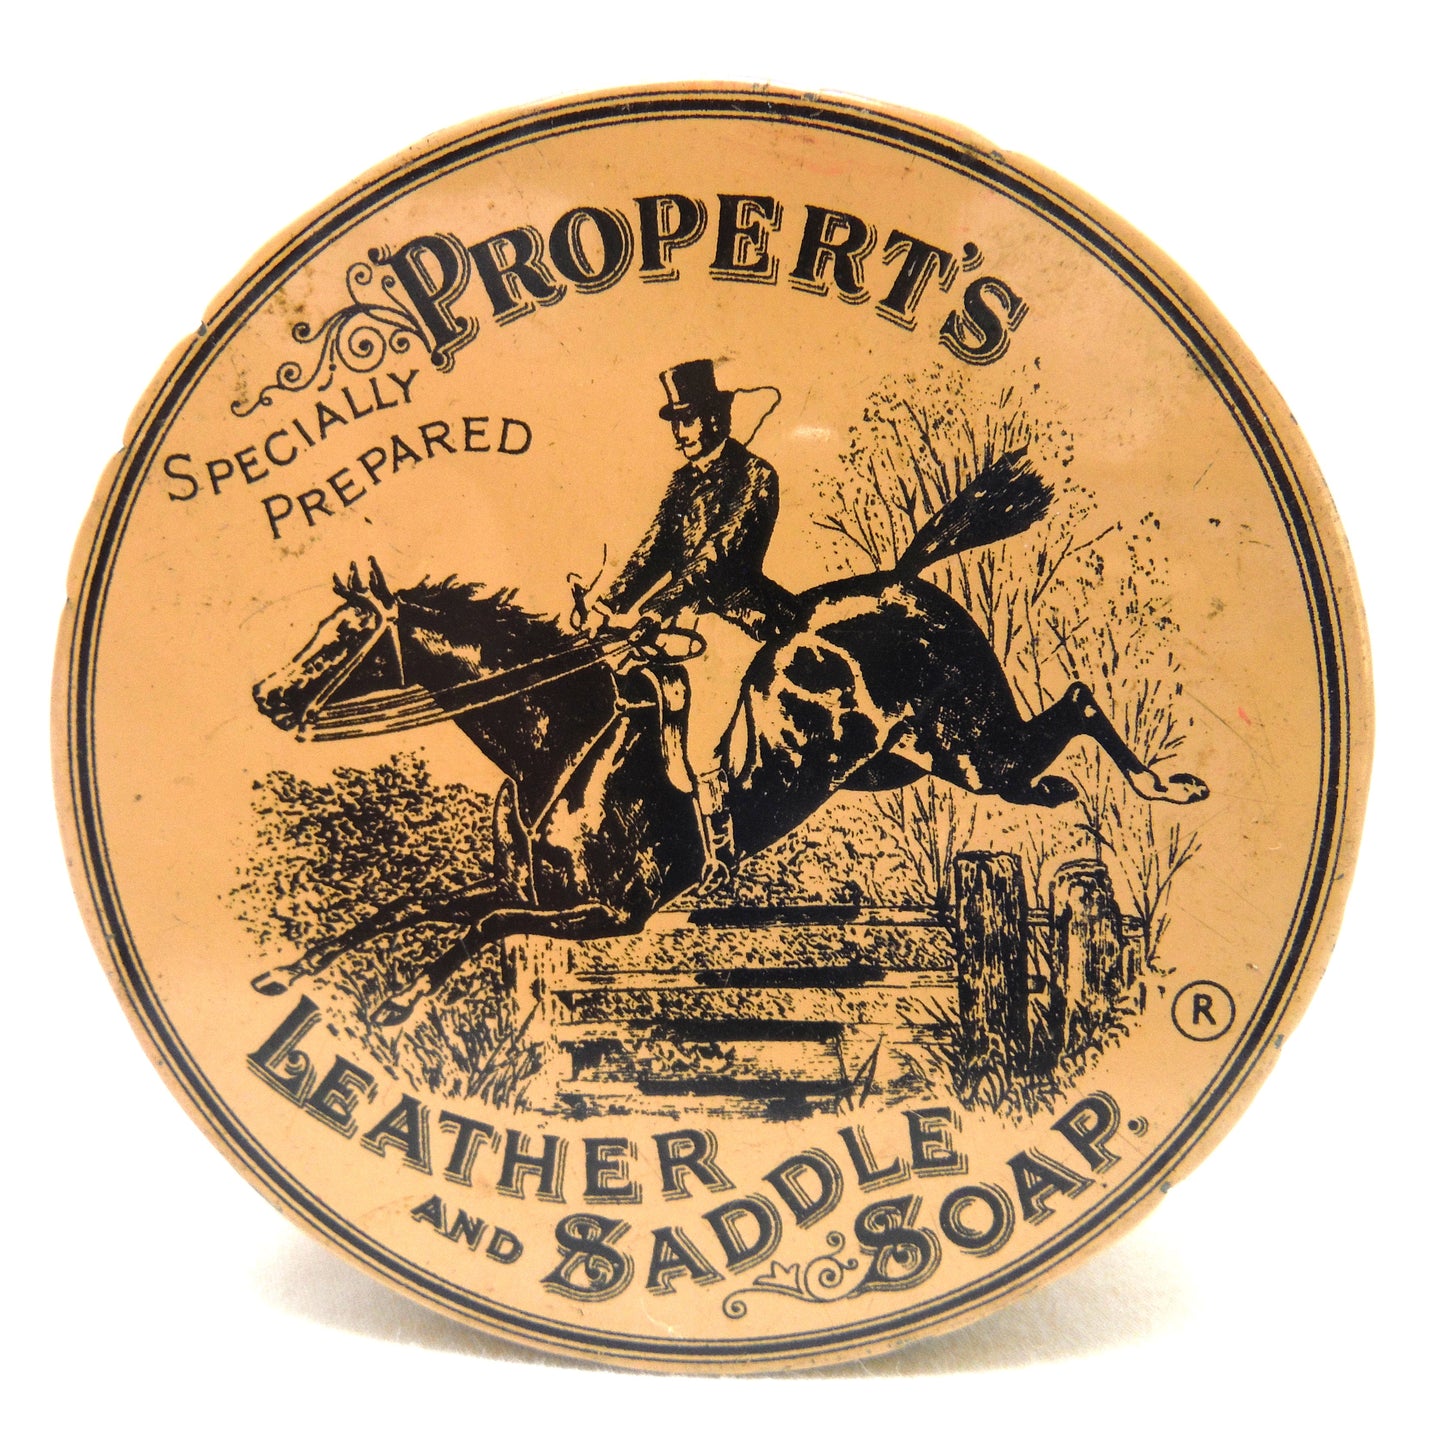 PROPERT'S
SPECIALLY
PREPARED
®
LEATHER
AND SADDLE
SOAP.